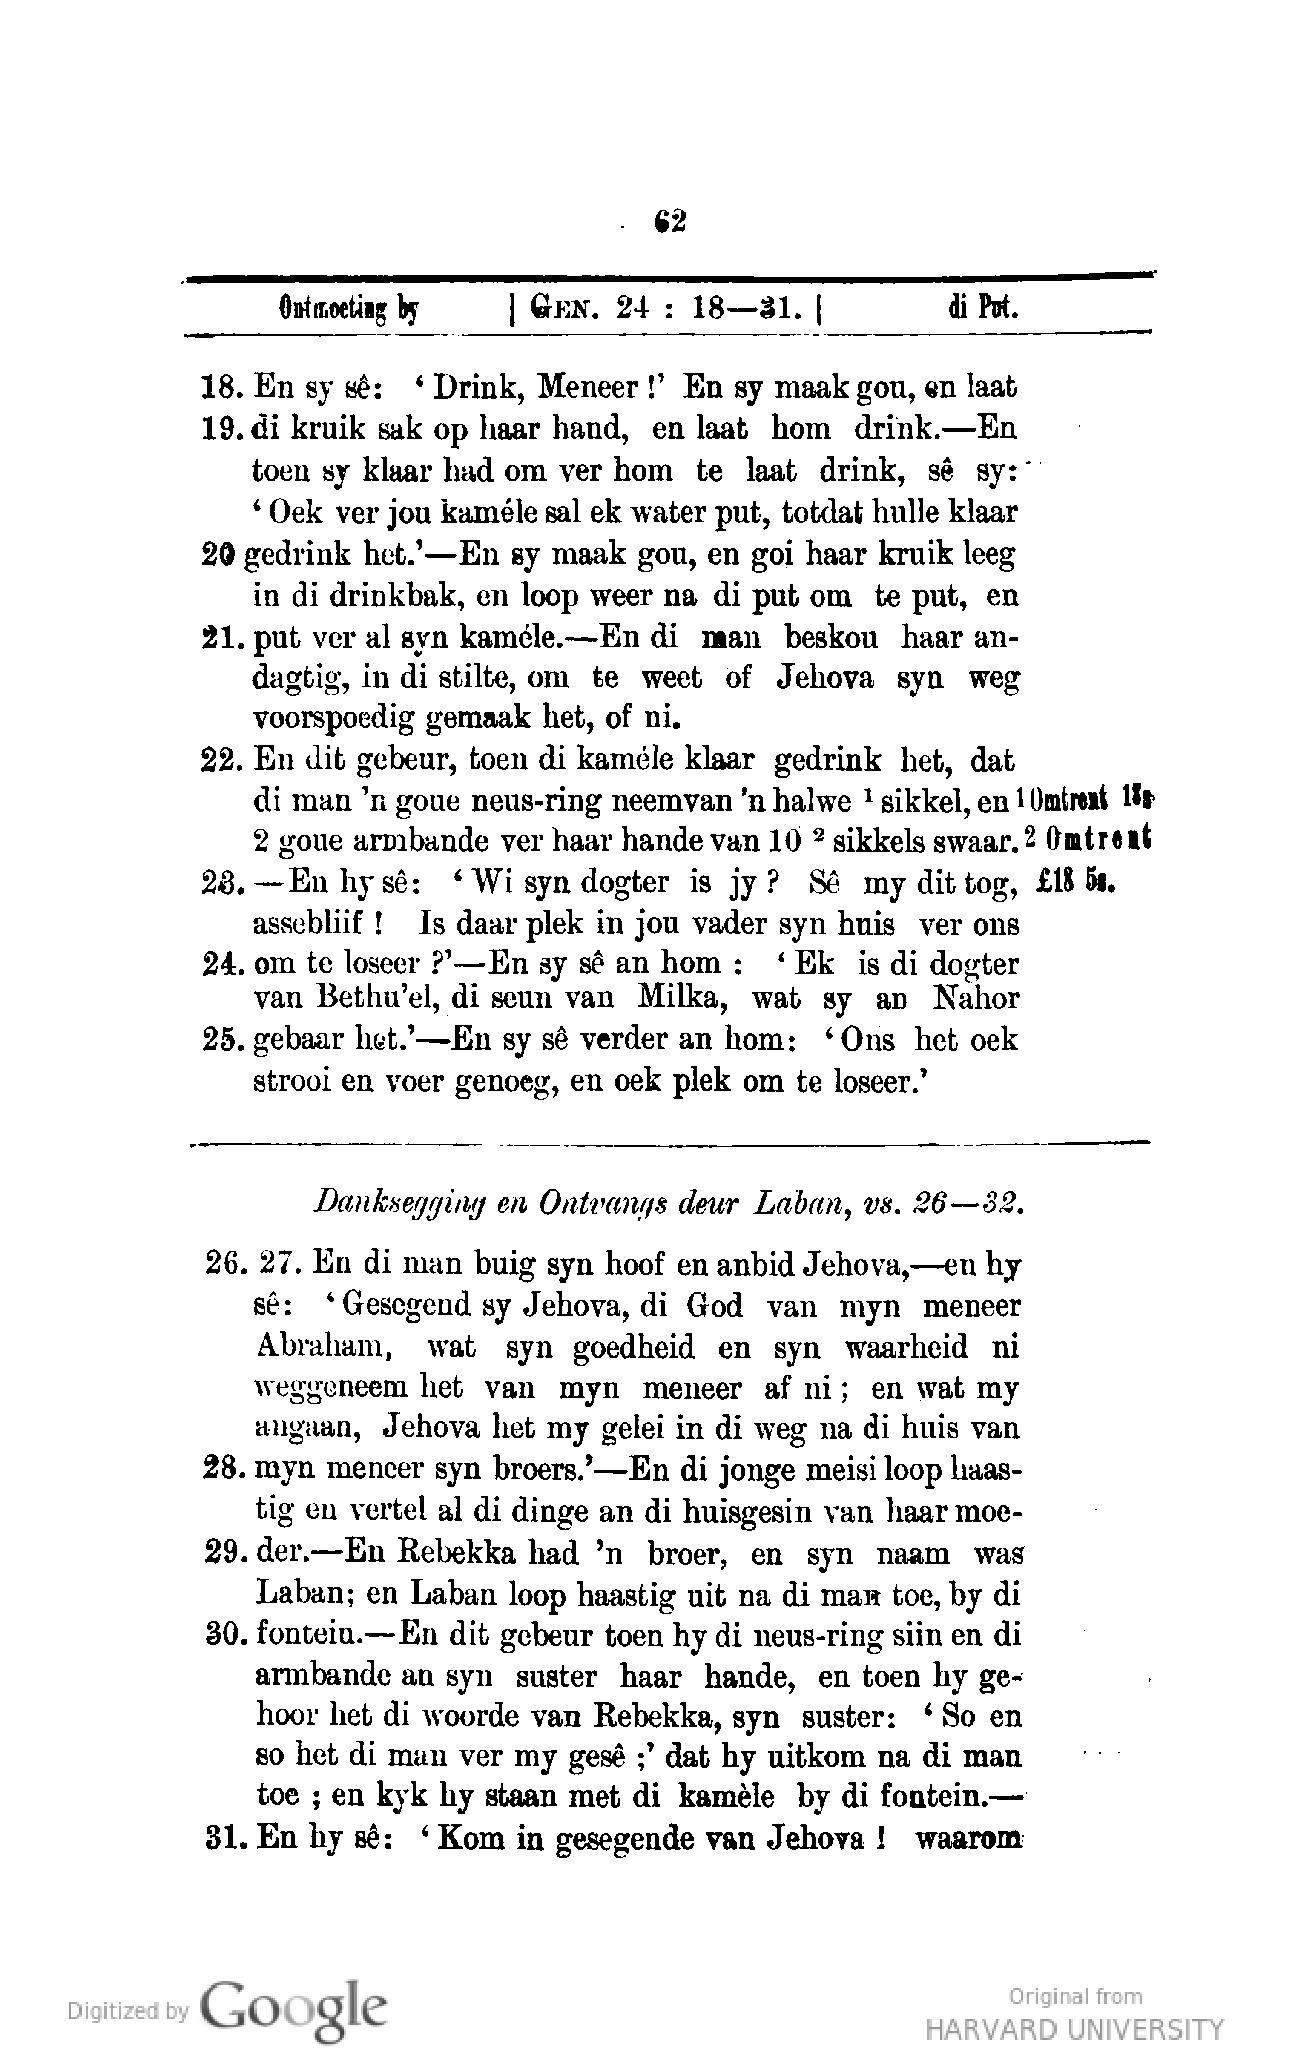 62
Ontmoeting by | GEN. 24 : 18—31. | di Put.
18. En sy sê: ‘ Drink, Meneer !’ En sy maak gou, en laat
19. di kruik sak op haar hand, en laat hom drink.—En
toen sy klaar had om ver hom te laat drink, sê sy:
‘ Oek ver jou kaméle sal ek water put, totdat hulle klaar
20 gedrink het.’—En sy maak gou, en goi haar kruik leeg
in di drinkbak, en loop weer na di put om te put, en
21. put ver al syn kaméle.—En di man beskou haar an-
dagtig, in di stilte, om te weet of Jehova syn weg
voorspoedig gemaak het, of ni.
22. En dit gebeur, toen di kaméle klaar gedrink het, dat
di man ’n goue neus-ring neem van ’n halwe ¹ sikkel, en 1 Omtrent
2 goue armbande ver haar hande van 10 ² sikkels swaar. 2 Omtrent
23. —En hy sê: ‘ Wi syn dogter is jy ? Sê my dit tog, £18 5s.
assebliif ! Is daar plek in jou vader syn huis ver ons
24. om te loseer ?’—En sy sê an hom : ‘ Ek is di dogter
van Bethu’el, di seun van Milka, wat sy an Nahor
25. gebaar het.’—En sy sê verder an hom: ‘ Ons het oek
strooi en voer genoeg, en oek plek om te loseer.’
Danksegging en Ontvangs deur Laban, vs. 26—32.
26. 27. En di man buig syn hoof en anbid Jehova,—en hy
sê: ‘ Gesegend sy Jehova, di God van myn meneer
Abraham, wat syn goedheid en syn waarheid ni
weggeneem het van myn meneer af ni ; en wat my
angaan, Jehova het my gelei in di weg na di huis van
28. myn meneer syn broers.’—En di jonge meisi loop haas-
tig en vertel al di dinge an di huisgesin van haar moe-
29. der.—En Rebekka had ’n broer, en syn naam was
Laban; en Laban loop haastig uit na di man toe, by di
30. fontein.—En dit gebeur toen hy di neus-ring siin en di
armbande an syn suster haar hande, en toen hy ge-
hoor het di woorde van Rebekka, syn suster: ‘ So en
so het di man ver my gesê ;’ dat hy uitkom na di man
toe ; en kyk hy staan met di kamèle by di fontein.—
31. En hy sê: ‘ Kom in gesegende van Jehova ! waarom
Digitized by Google
Original from
HARVARD UNIVERSITY